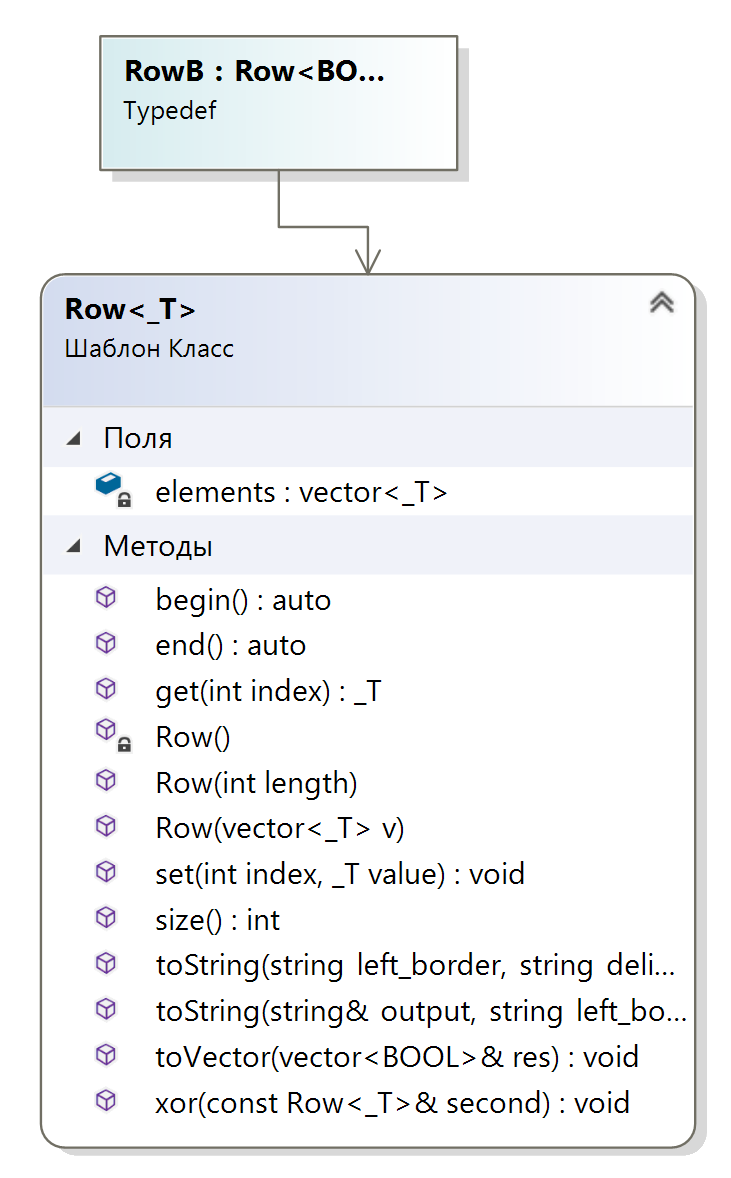 RowB : Row<BO...
Typedef
Row<_T>
Шаблон Класс
Поля
elements : vector<_T>
Методы
begin() : auto
end() : auto
get(int index) : _T
Row()
Row(int length)
Row(vector<_T> v)
set(int index, _T value) : void
size() : int
toString(string left_border, string deli...
toString(string& output, string left_bo...
toVector(vector<BOOL>& res) : void
xor(const Row<_T>& second) : void